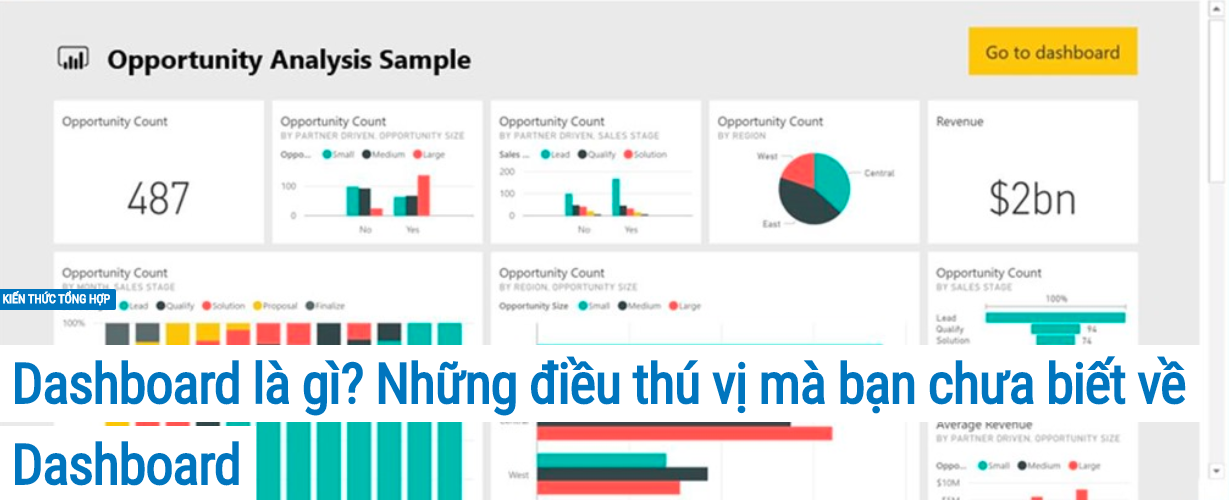 Opportunity Analysis Sample
Go to dashboard
Opportunity Count
487
Opportunity Count
BY PARTNER DRIVEN, OPPORTUNITY SIZE
Oppo... Small Medium Large
100
0
No Yes
Opportunity Count
BY PARTNER DRIVEN, SALES STAGE
Sales ... Lead Qualify Solution
200
100
0
No Yes
Opportunity Count
BY REGION
West
Central
East
Revenue
$2bn
Opportunity Count
BY MONTH, SALES STAGE
KIẾN THỨC TỔNG HỢP
Lead Qualify Solution Proposal Finalize
100%
Opportunity Count
BY REGION, OPPORTUNITY SIZE
Opportunity Size Small Medium Large
Opportunity Count
BY SALES STAGE
100%
Lead
Qualify 94
Solution 74
Dashboard là gì? Những điều thú vị mà bạn chưa biết về
Dashboard
Central
West
Average Revenue
BY PARTNER DRIVEN, OPPORTUNITY SIZE
Oppo... Small Medium Large
$10M
$5M